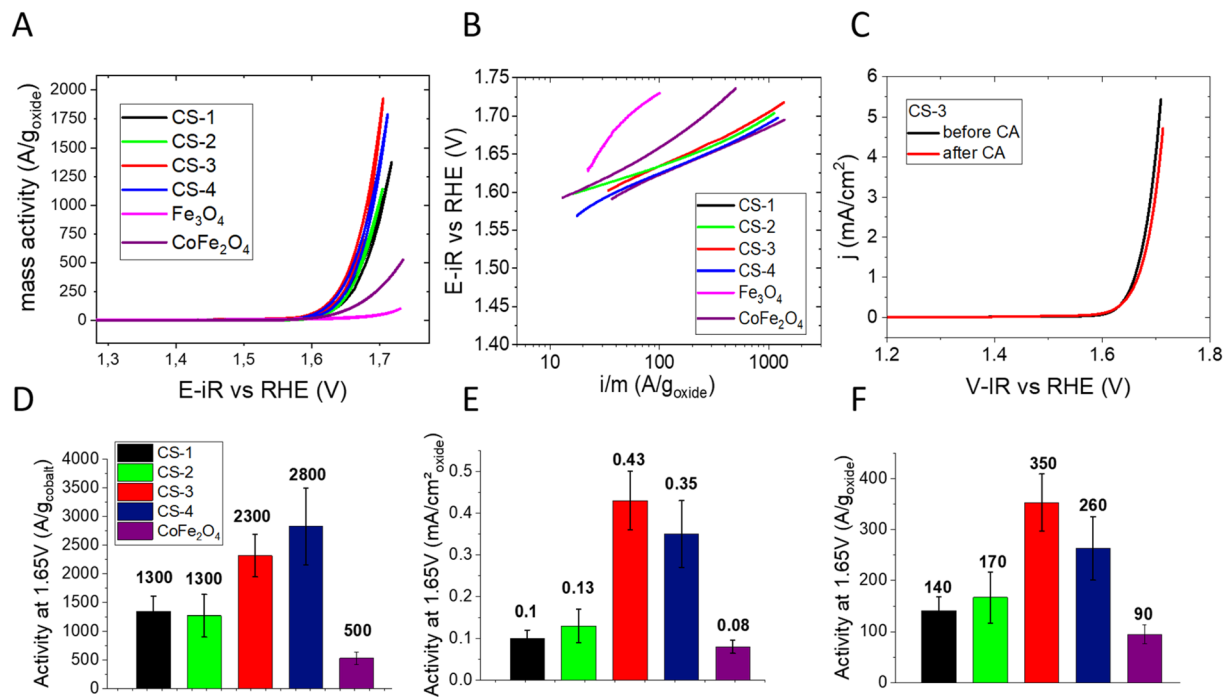 A
mass activity (A/g_oxide)
2000
1750
1500
1250
1000
750
500
250
0
CS-1
CS-2
CS-3
CS-4
Fe₃O₄
CoFe₂O₄
1,3
1,4
1,5
1,6
1,7
E-iR vs RHE (V)
B
E-iR vs RHE (V)
1.75
1.70
1.65
1.60
1.55
1.50
1.45
1.40
CS-1
CS-2
CS-3
CS-4
Fe₃O₄
CoFe₂O₄
10
100
1000
i/m (A/g_oxide)
C
j (mA/cm²)
6
5
4
3
2
1
0
CS-3
before CA
after CA
1.2
1.4
1.6
1.8
V-IR vs RHE (V)
D
Activity at 1.65V (A/g_cobalt)
4000
3500
3000
2500
2000
1500
1000
500
0
CS-1
CS-2
CS-3
CS-4
CoFe₂O₄
1300
1300
2300
2800
500
E
Activity at 1.65V (mA/cm²_oxide)
0.5
0.4
0.3
0.2
0.1
0.0
0.1
0.13
0.43
0.35
0.08
F
Activity at 1.65V (A/g_oxide)
400
350
300
250
200
150
100
50
0
140
170
350
260
90